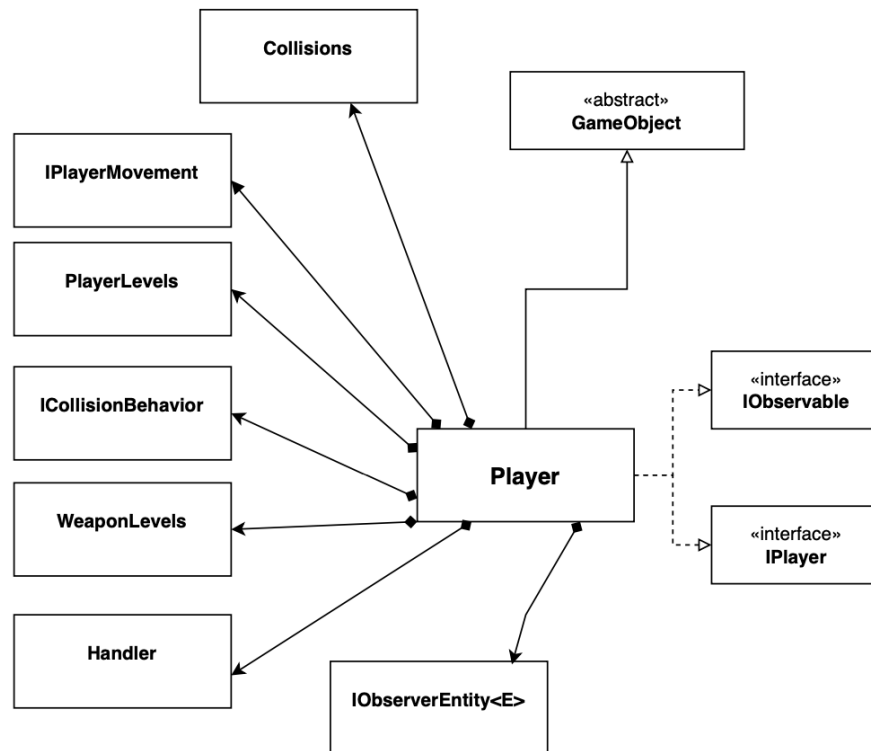 Collisions
«abstract»
GameObject
IPlayerMovement
PlayerLevels
ICollisionBehavior
«interface»
IObservable
Player
WeaponLevels
«interface»
IPlayer
Handler
IObserverEntity<E>